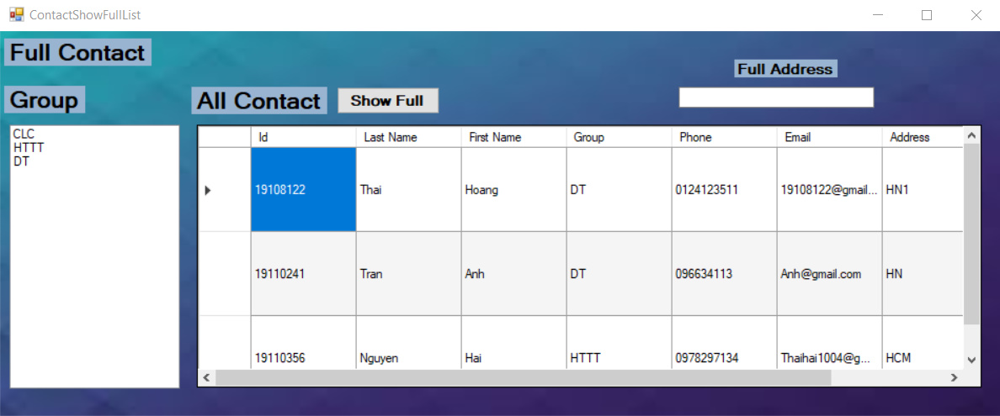 ContactShowFullList
Full Contact
Full Address
Group
All Contact
Show Full
CLC
HTTT
DT
Id Last Name First Name Group Phone Email Address
19108122 Thai Hoang DT 0124123511 19108122@gmail... HN1
19110241 Tran Anh DT 096634113 Anh@gmail.com HN
19110356 Nguyen Hai HTTT 0978297134 Thaihai1004@g... HCM